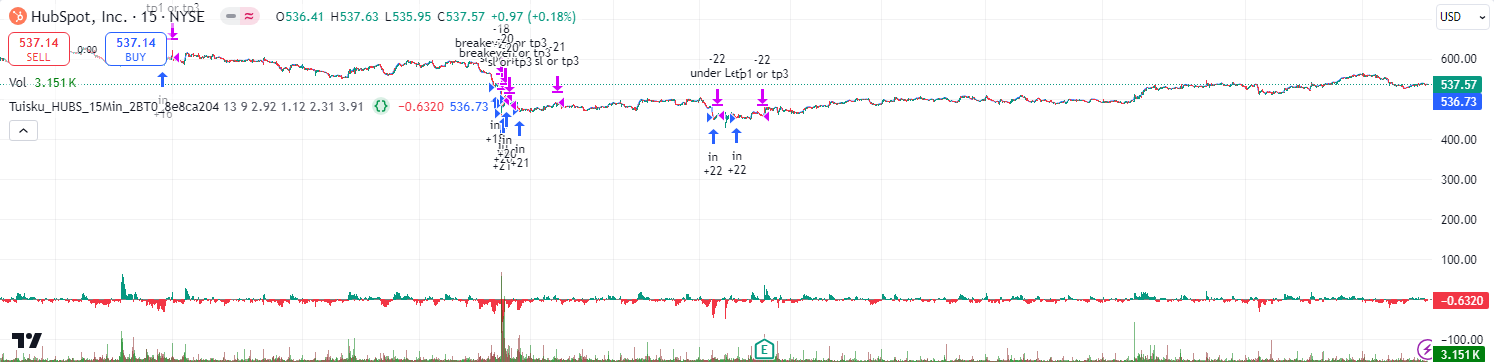 tp1 or tp3
HubSpot, Inc. · 15 · NYSE
O536.41 H537.63 L535.95 C537.57 +0.97 (+0.18%)
USD
537.14
SELL
0.00
537.14
BUY
Vol 3.151 K
Tuisku_HUBS_15Min_2BT0_8e8ca204 13 9 2.92 1.12 2.31 3.91 −0.6320 536.73
in
+16
-18
-20
-20
breakeven or tp3
breakeven or tp3
sl or tp3
-21
sl or tp3
in
in
+20
+21
in
+21
-22
under Let
-22
tp1 or tp3
in
+22
in
+22
600.00
537.57
536.73
400.00
300.00
200.00
100.00
−0.6320
−100.00
3.151 K
E